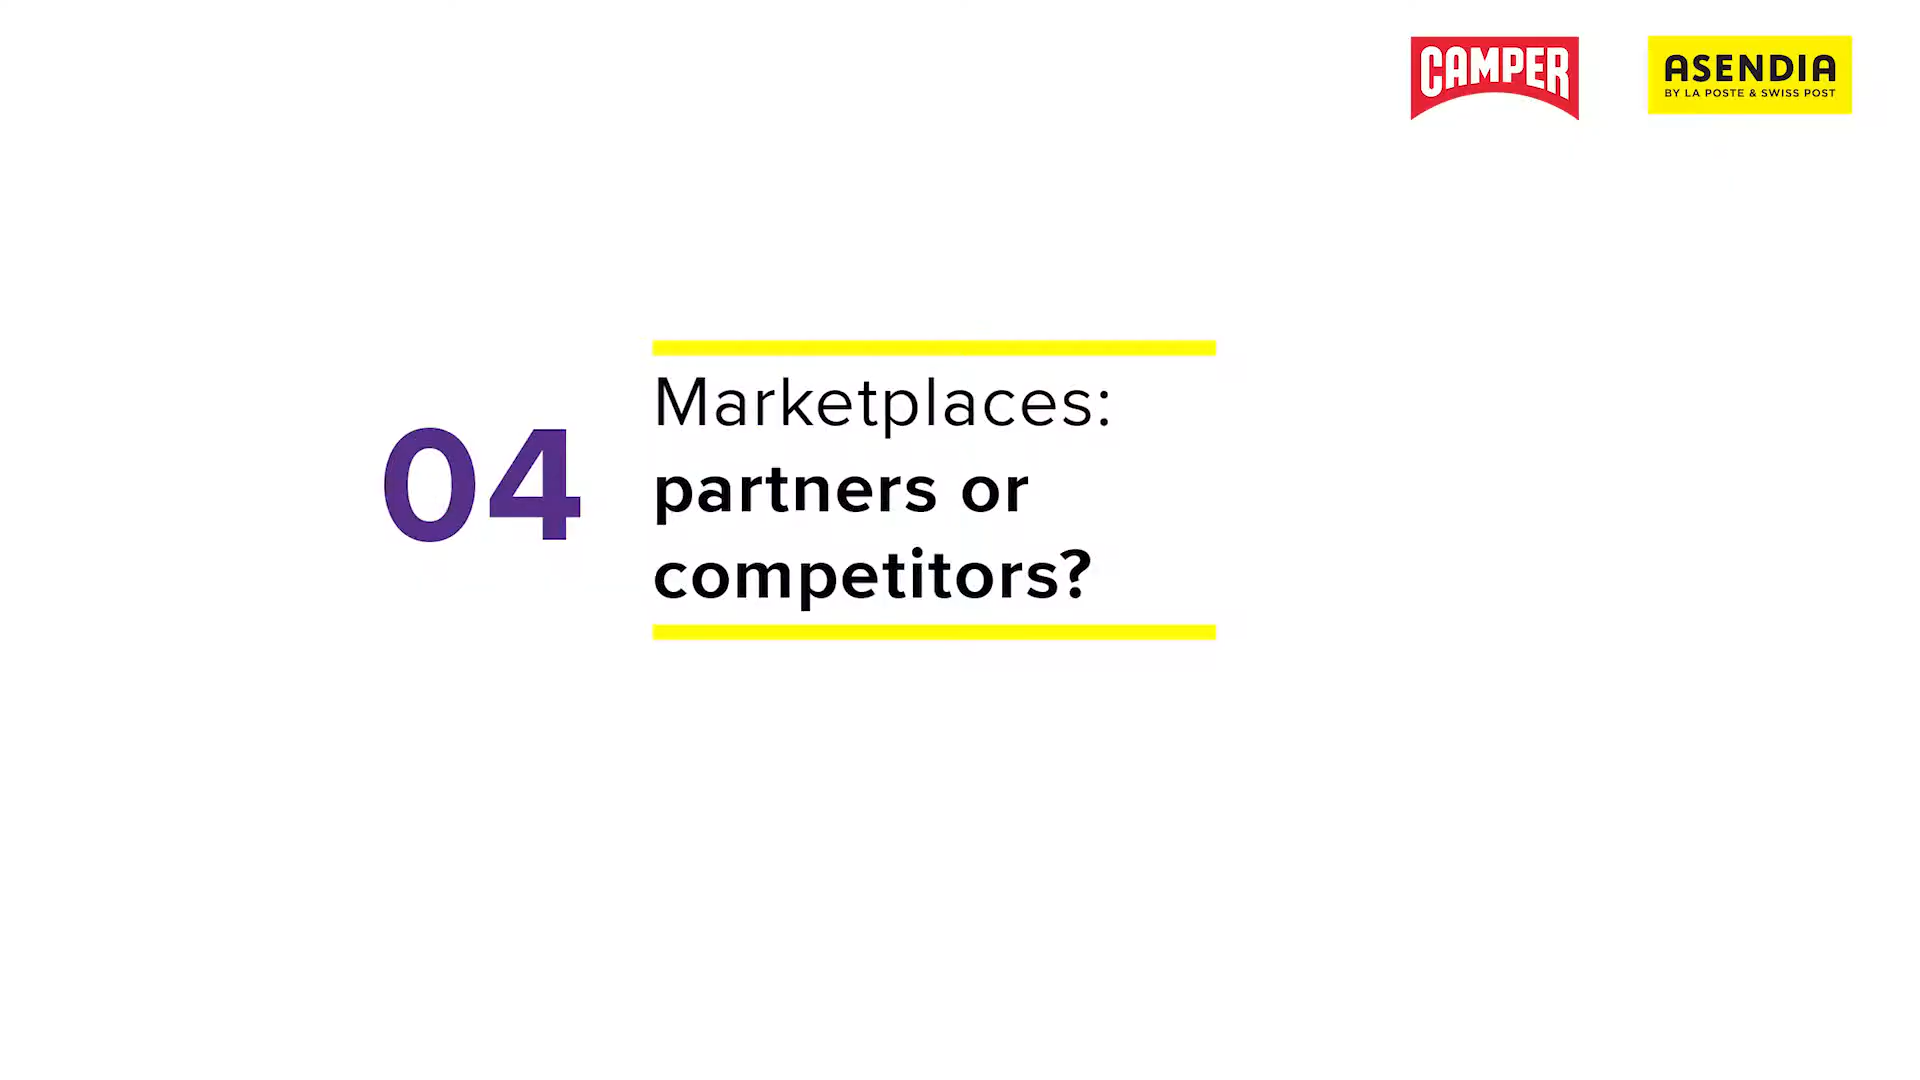 CAMPER
ASENDIA
BY LA POSTE & SWISS POST
04
Marketplaces:
partners or
competitors?